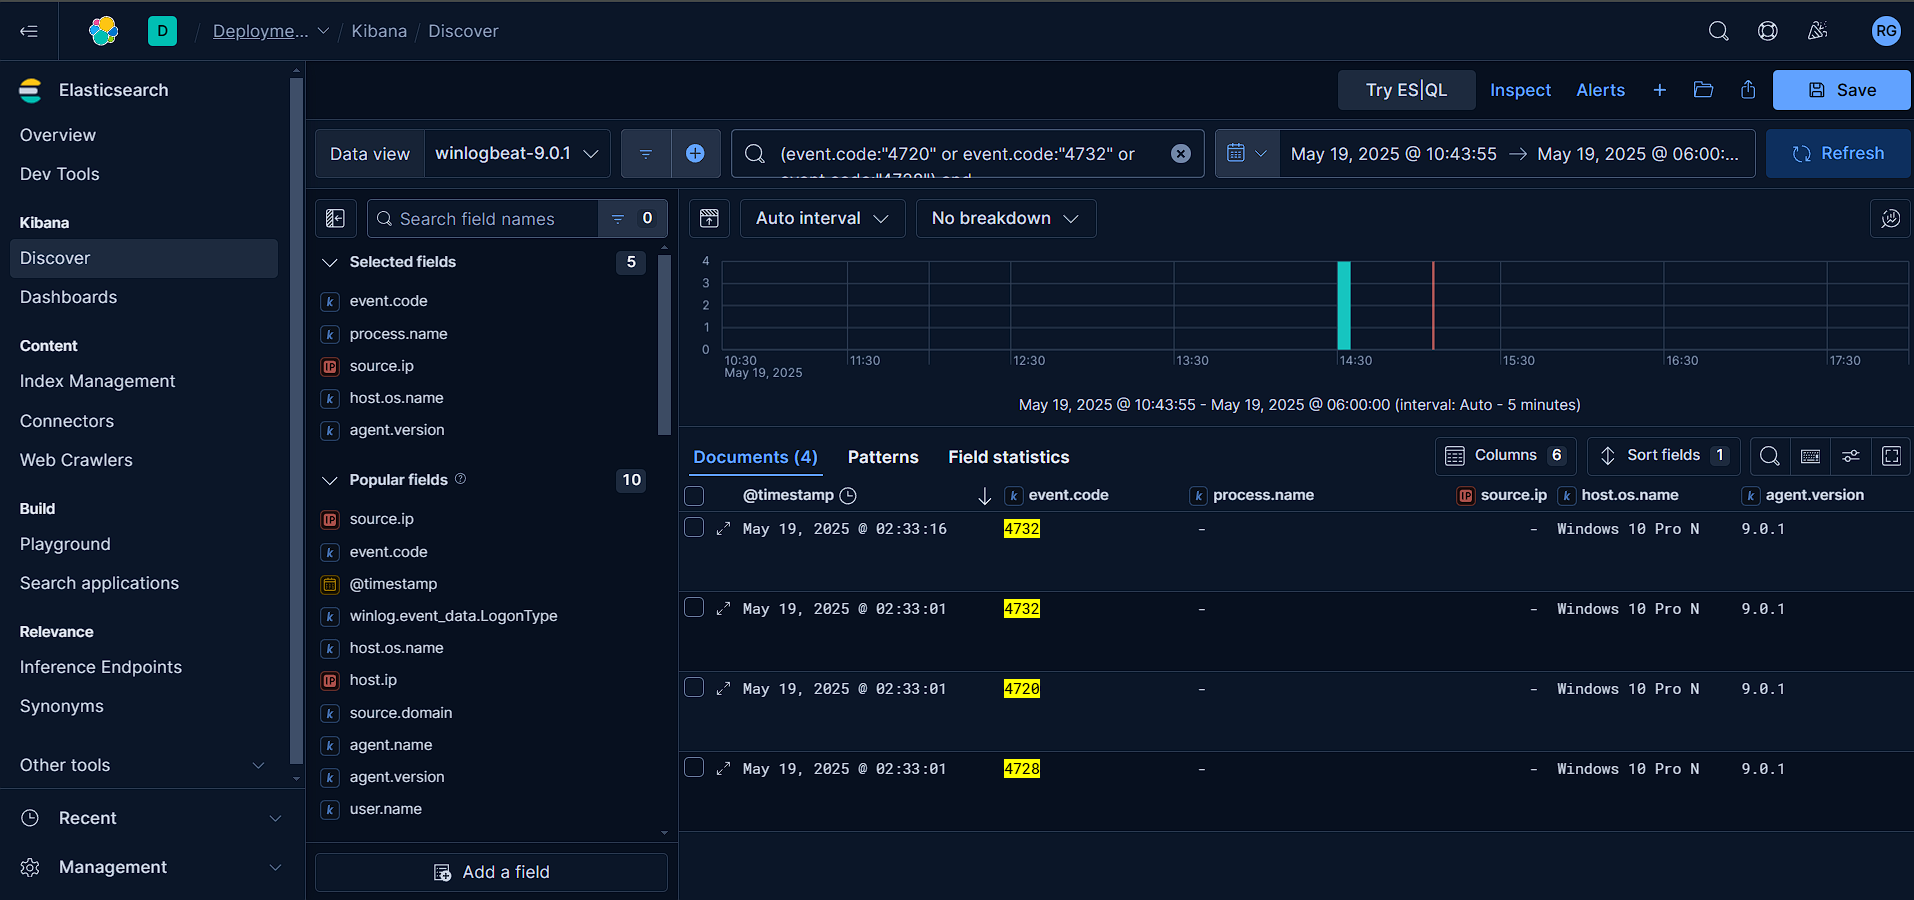 D / Deployme... / Kibana / Discover
RG
Elasticsearch
Overview
Dev Tools
Kibana
Discover
Dashboards
Content
Index Management
Connectors
Web Crawlers
Build
Playground
Search applications
Relevance
Inference Endpoints
Synonyms
Other tools
Recent
Management
Try ES|QL Inspect Alerts Save
Data view winlogbeat-9.0.1
(event.code:"4720" or event.code:"4732" or
event.code:"4728") and
May 19, 2025 @ 10:43:55 → May 19, 2025 @ 06:00:...
Refresh
Search field names 0
Selected fields 5
k event.code
k process.name
IP source.ip
k host.os.name
k agent.version
Popular fields 10
IP source.ip
k event.code
@timestamp
k winlog.event_data.LogonType
k host.os.name
IP host.ip
k source.domain
k agent.name
k agent.version
k user.name
Add a field
Auto interval No breakdown
4
3
2
1
0
10:30 11:30 12:30 13:30 14:30 15:30 16:30 17:30
May 19, 2025
May 19, 2025 @ 10:43:55 - May 19, 2025 @ 06:00:00 (interval: Auto - 5 minutes)
Documents (4) Patterns Field statistics
Columns 6 Sort fields 1
@timestamp k event.code k process.name IP source.ip k host.os.name k agent.version
May 19, 2025 @ 02:33:16 4732 - - Windows 10 Pro N 9.0.1
May 19, 2025 @ 02:33:01 4732 - - Windows 10 Pro N 9.0.1
May 19, 2025 @ 02:33:01 4720 - - Windows 10 Pro N 9.0.1
May 19, 2025 @ 02:33:01 4728 - - Windows 10 Pro N 9.0.1